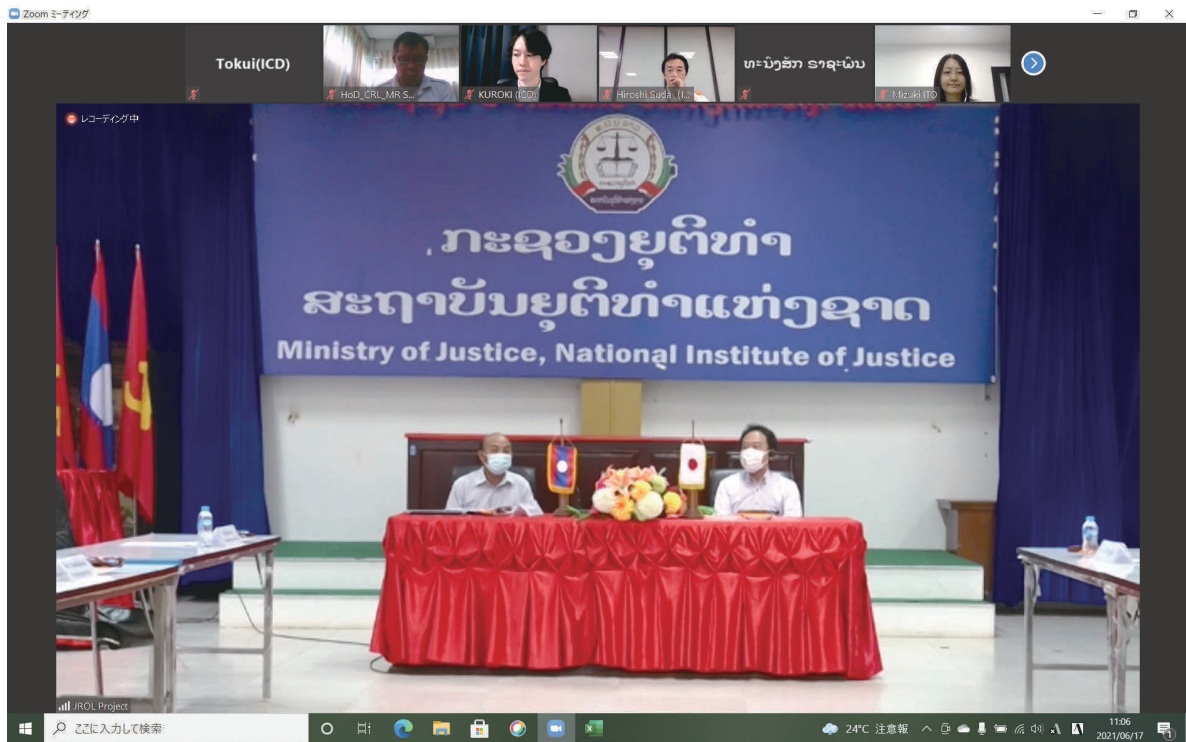 Zoom ミーティング
Tokui(ICD)
HoD_CRL_MR S...
KUROKI (ICD)
Hiroshi Suda (I...
ທະນົງສັກ ຣາຊະພົນ
Mizuki ITO
レコーディング中
ກະຊວງຍຸຕິທຳ
ສະຖາບັນຍຸຕິທຳແຫ່ງຊາດ
Ministry of Justice, National Institute of Justice
JROL Project
ここに入力して検索
24°C 注意報
11:06
2021/06/17